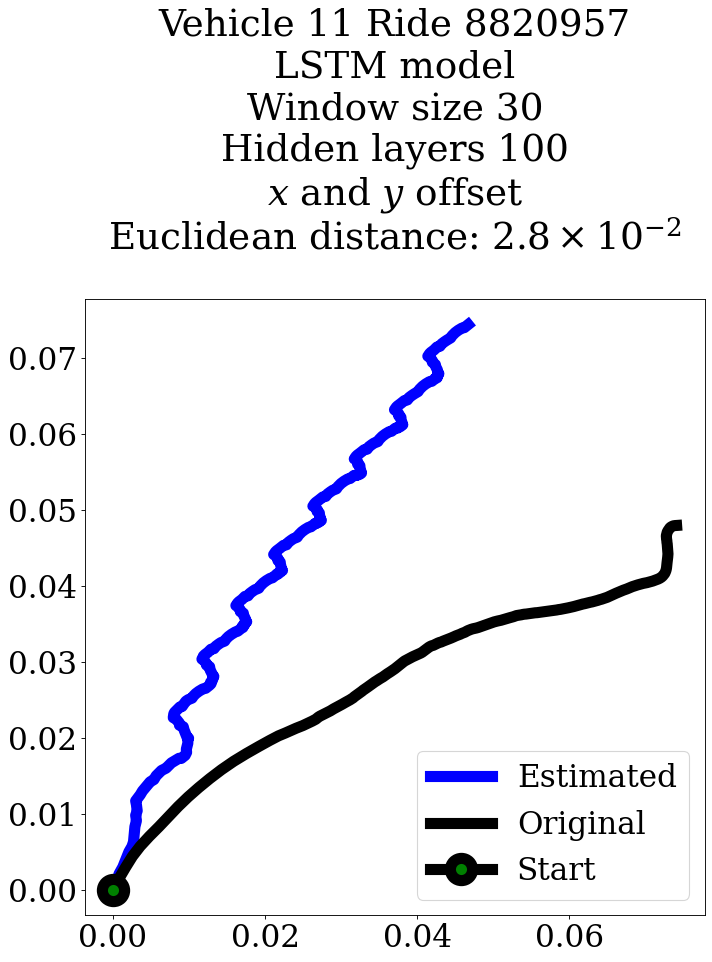 Vehicle 11 Ride 8820957
LSTM model
Window size 30
Hidden layers 100
x and y offset
Euclidean distance: 2.8 × 10⁻²
0.07
0.06
0.05
0.04
0.03
0.02
0.01
0.00
Estimated
Original
Start
0.00 0.02 0.04 0.06